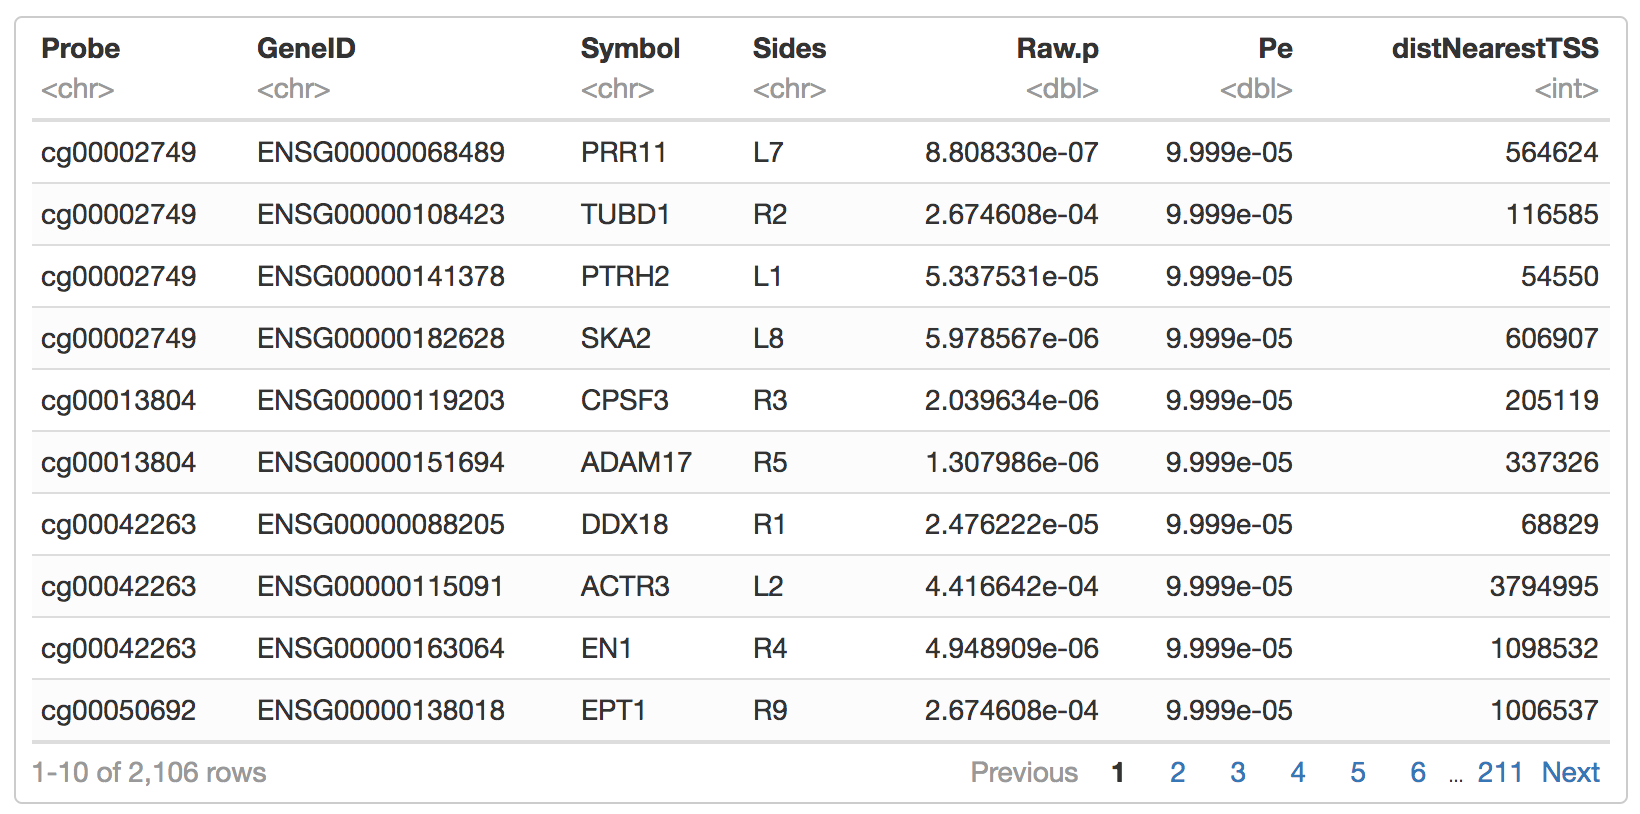 Probe GeneID Symbol Sides Raw.p Pe distNearestTSS
<chr> <chr> <chr> <chr> <dbl> <dbl> <int>
cg00002749 ENSG00000068489 PRR11 L7 8.808330e-07 9.999e-05 564624
cg00002749 ENSG00000108423 TUBD1 R2 2.674608e-04 9.999e-05 116585
cg00002749 ENSG00000141378 PTRH2 L1 5.337531e-05 9.999e-05 54550
cg00002749 ENSG00000182628 SKA2 L8 5.978567e-06 9.999e-05 606907
cg00013804 ENSG00000119203 CPSF3 R3 2.039634e-06 9.999e-05 205119
cg00013804 ENSG00000151694 ADAM17 R5 1.307986e-06 9.999e-05 337326
cg00042263 ENSG00000088205 DDX18 R1 2.476222e-05 9.999e-05 68829
cg00042263 ENSG00000115091 ACTR3 L2 4.416642e-04 9.999e-05 3794995
cg00042263 ENSG00000163064 EN1 R4 4.948909e-06 9.999e-05 1098532
cg00050692 ENSG00000138018 EPT1 R9 2.674608e-04 9.999e-05 1006537
1-10 of 2,106 rows Previous 1 2 3 4 5 6 ... 211 Next